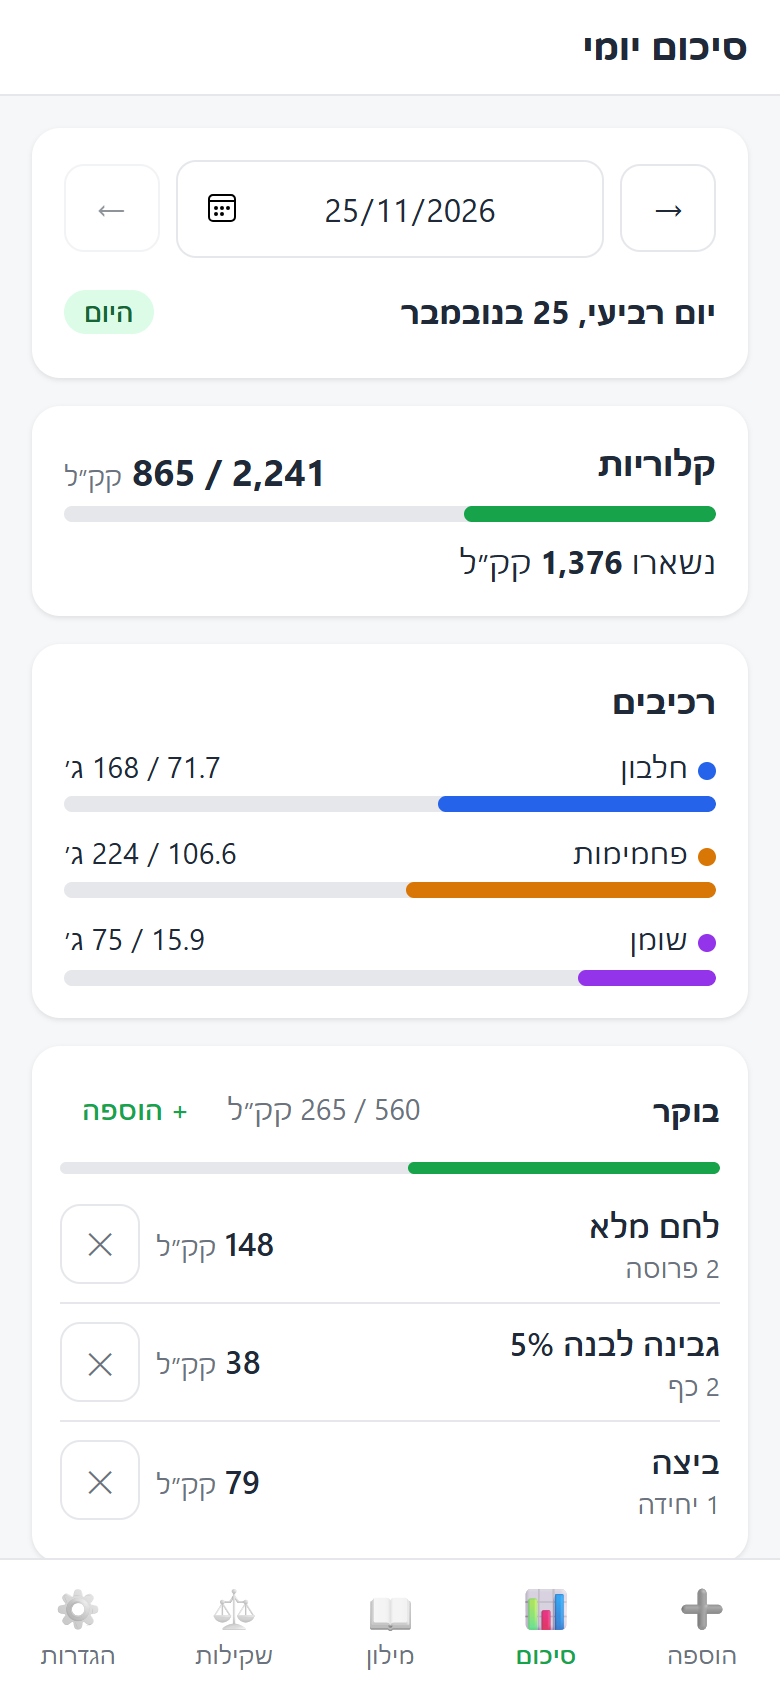 סיכום יומי
→ 25/11/2026 ←
יום רביעי, 25 בנובמבר היום
קלוריות 865 / 2,241 קק״ל
נשארו 1,376 קק״ל
רכיבים
חלבון 71.7 / 168 ג׳
פחמימות 106.6 / 224 ג׳
שומן 15.9 / 75 ג׳
בוקר 265 / 560 קק״ל + הוספה
לחם מלא
2 פרוסה
148 קק״ל
גבינה לבנה 5%
2 כף
38 קק״ל
ביצה
1 יחידה
79 קק״ל
הוספה סיכום מילון שקילות הגדרות